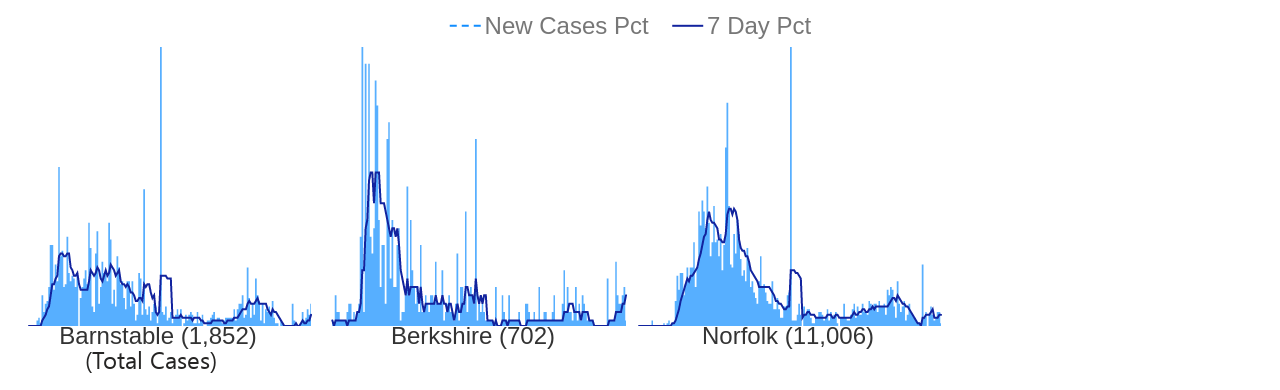 New Cases Pct 7 Day Pct
Barnstable (1,852) Berkshire (702) Norfolk (11,006)
(Total Cases)